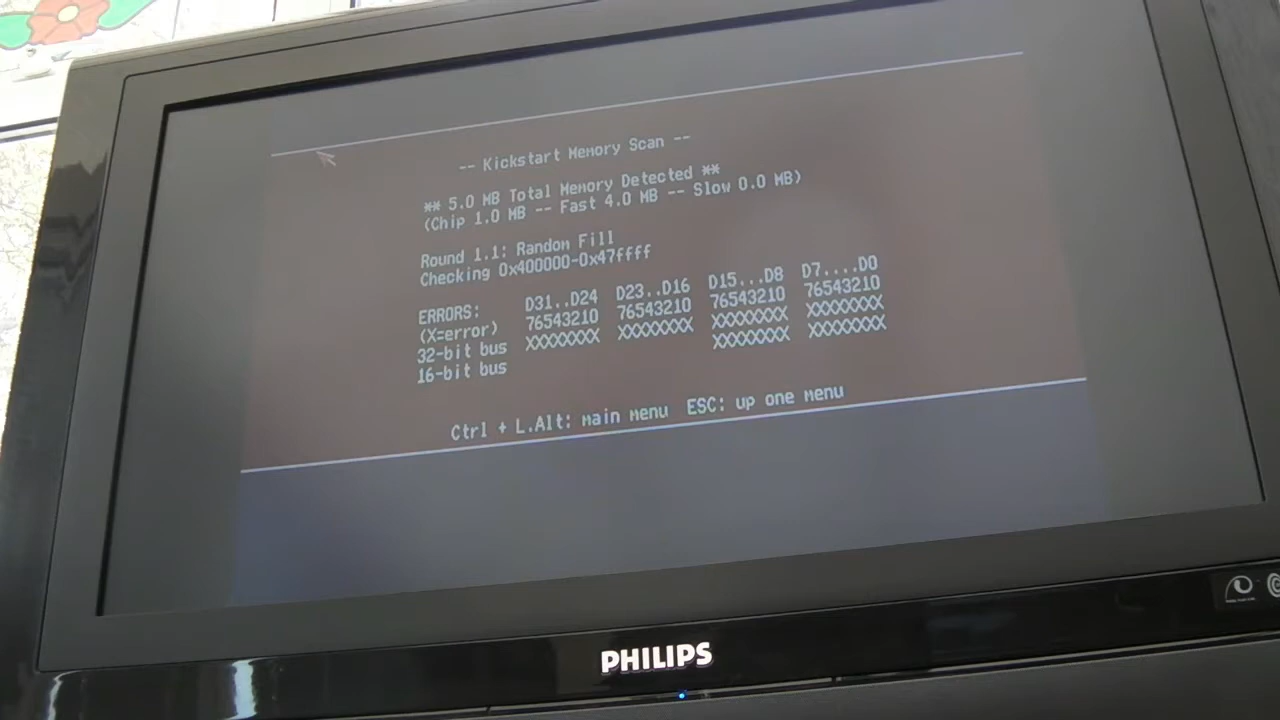 -- Kickstart Memory Scan --
** 5.0 MB Total Memory Detected **
(Chip 1.0 MB -- Fast 4.0 MB -- Slow 0.0 MB)
Round 1.1: Random Fill
Checking 0x400000-0x47ffff
ERRORS: D31..D24 D23..D16 D15...D8 D7....D0
(X=error) 76543210 76543210 76543210 76543210
32-bit bus XXXXXXXX XXXXXXXX XXXXXXXX XXXXXXXX
16-bit bus XXXXXXXX XXXXXXXX
Ctrl + L.Alt: main menu ESC: up one menu
PHILIPS